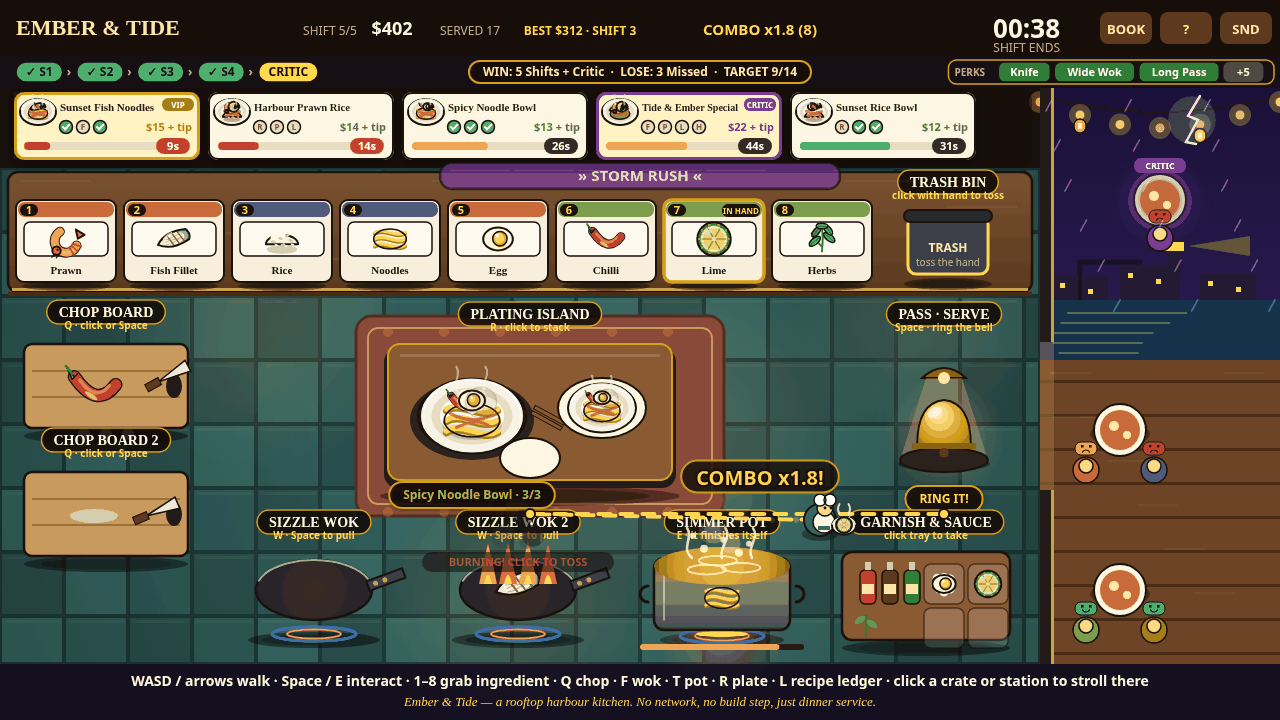 EMBER & TIDE
SHIFT 5/5 $402 SERVED 17 BEST $312 · SHIFT 3 COMBO x1.8 (8)
00:38
SHIFT ENDS
BOOK ? SND
✓ S1 › ✓ S2 › ✓ S3 › ✓ S4 › CRITIC
WIN: 5 Shifts + Critic · LOSE: 3 Missed · TARGET 9/14
PERKS Knife Wide Wok Long Pass +5
Sunset Fish Noodles VIP
✓ F ✓ $15 + tip
9s
Harbour Prawn Rice
R P L $14 + tip
14s
Spicy Noodle Bowl
✓ ✓ ✓ $13 + tip
26s
Tide & Ember Special CRITIC
F P L H $22 + tip
44s
Sunset Rice Bowl
R ✓ ✓ $12 + tip
31s
CRITIC
» STORM RUSH «
1 Prawn
2 Fish Fillet
3 Rice
4 Noodles
5 Egg
6 Chilli
7 IN HAND Lime
8 Herbs
TRASH BIN
click with hand to toss
TRASH
toss the hand
CHOP BOARD
Q · click or Space
CHOP BOARD 2
Q · click or Space
PLATING ISLAND
R · click to stack
PASS · SERVE
Space · ring the bell
COMBO x1.8!
Spicy Noodle Bowl · 3/3
RING IT!
SIZZLE WOK
W · Space to pull
SIZZLE WOK 2
W · Space to pull
BURNING! CLICK TO TOSS
SIMMER POT
E · it finishes itself
GARNISH & SAUCE
click tray to take
WASD / arrows walk · Space / E interact · 1–8 grab ingredient · Q chop · F wok · T pot · R plate · L recipe ledger · click a crate or station to stroll there
Ember & Tide — a rooftop harbour kitchen. No network, no build step, just dinner service.